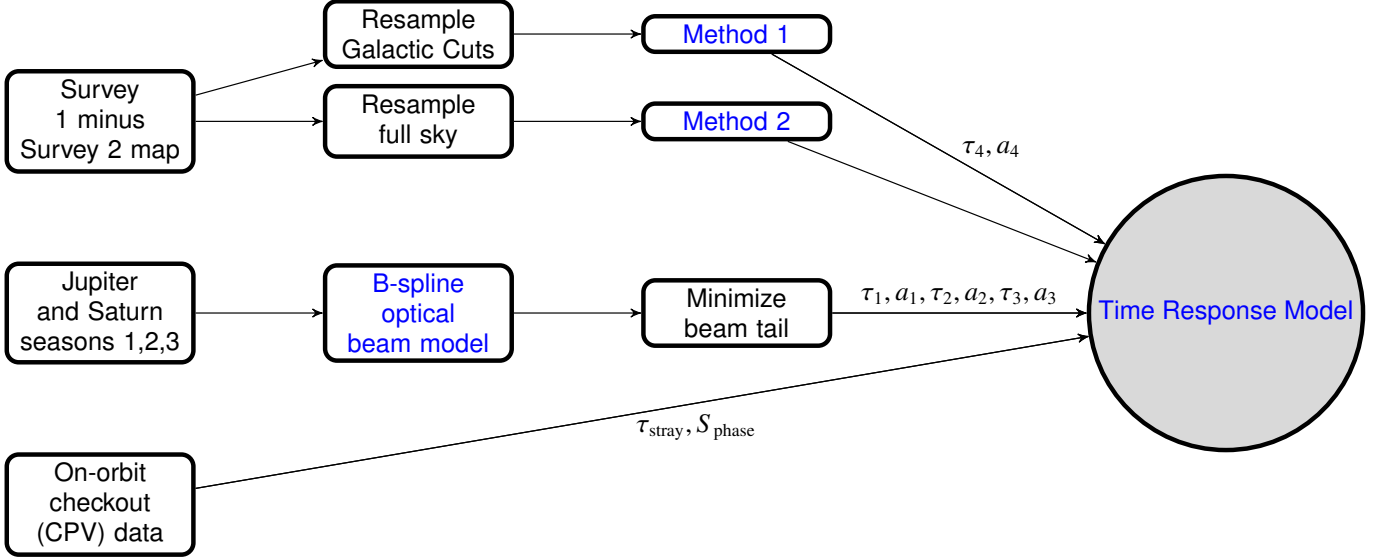 Survey
1 minus
Survey 2 map
Resample
Galactic Cuts
Method 1
Resample
full sky
Method 2
τ₄, a₄
Jupiter
and Saturn
seasons 1,2,3
B-spline
optical
beam model
Minimize
beam tail
τ₁, a₁, τ₂, a₂, τ₃, a₃
Time Response Model
τstray, Sphase
On-orbit
checkout
(CPV) data